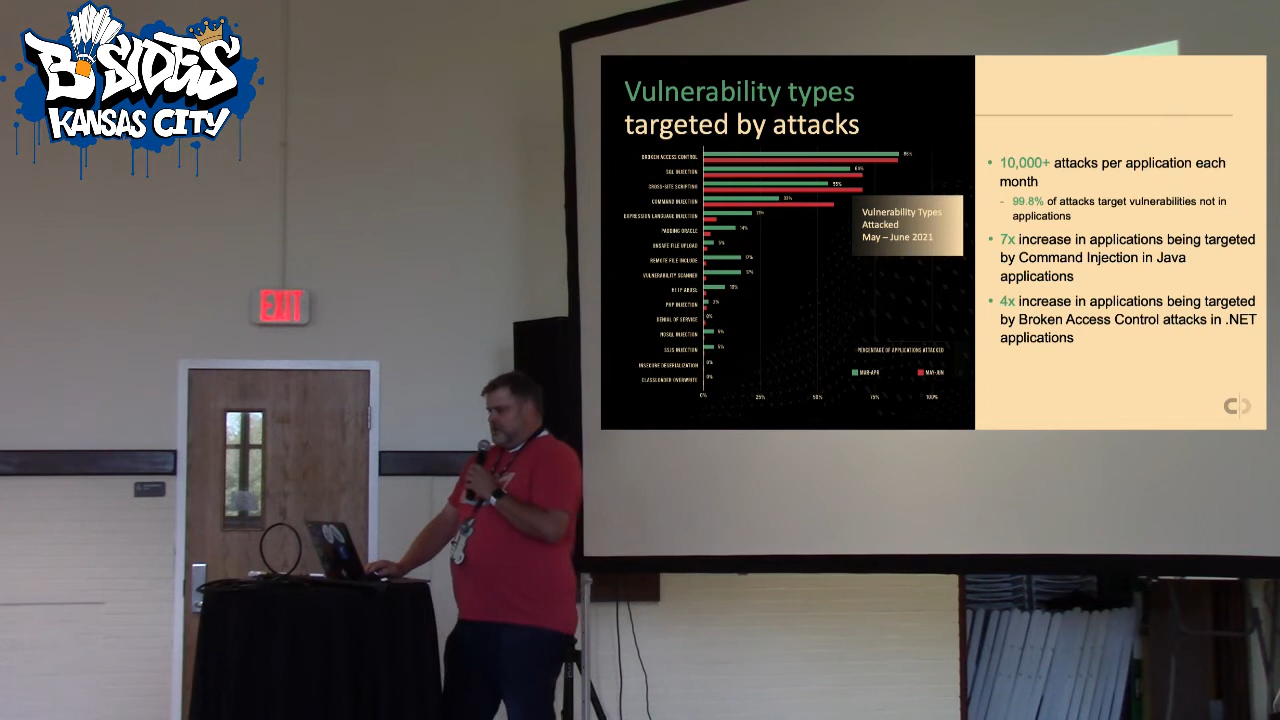 B-SIDES
KANSAS CITY
EXIT
Vulnerability types
targeted by attacks
BROKEN ACCESS CONTROL
SQL INJECTION
CROSS-SITE SCRIPTING
COMMAND INJECTION
EXPRESSION LANGUAGE INJECTION
PADDING ORACLE
UNSAFE FILE UPLOAD
REMOTE FILE INCLUDE
VULNERABILITY SCANNER
HTTP ABUSE
PHP INJECTION
DENIAL OF SERVICE
NOSQL INJECTION
SSJS INJECTION
INSECURE DESERIALIZATION
CLASSLOADER OVERWRITE
55%
33%
0%
0%
0%
0% 25% 50% 75% 100%
Vulnerability Types
Attacked
May – June 2021
PERCENTAGE OF APPLICATIONS ATTACKED
MAR-APR MAY-JUN
• 10,000+ attacks per application each
month
- 99.8% of attacks target vulnerabilities not in
applications
• 7x increase in applications being targeted
by Command Injection in Java
applications
• 4x increase in applications being targeted
by Broken Access Control attacks in .NET
applications